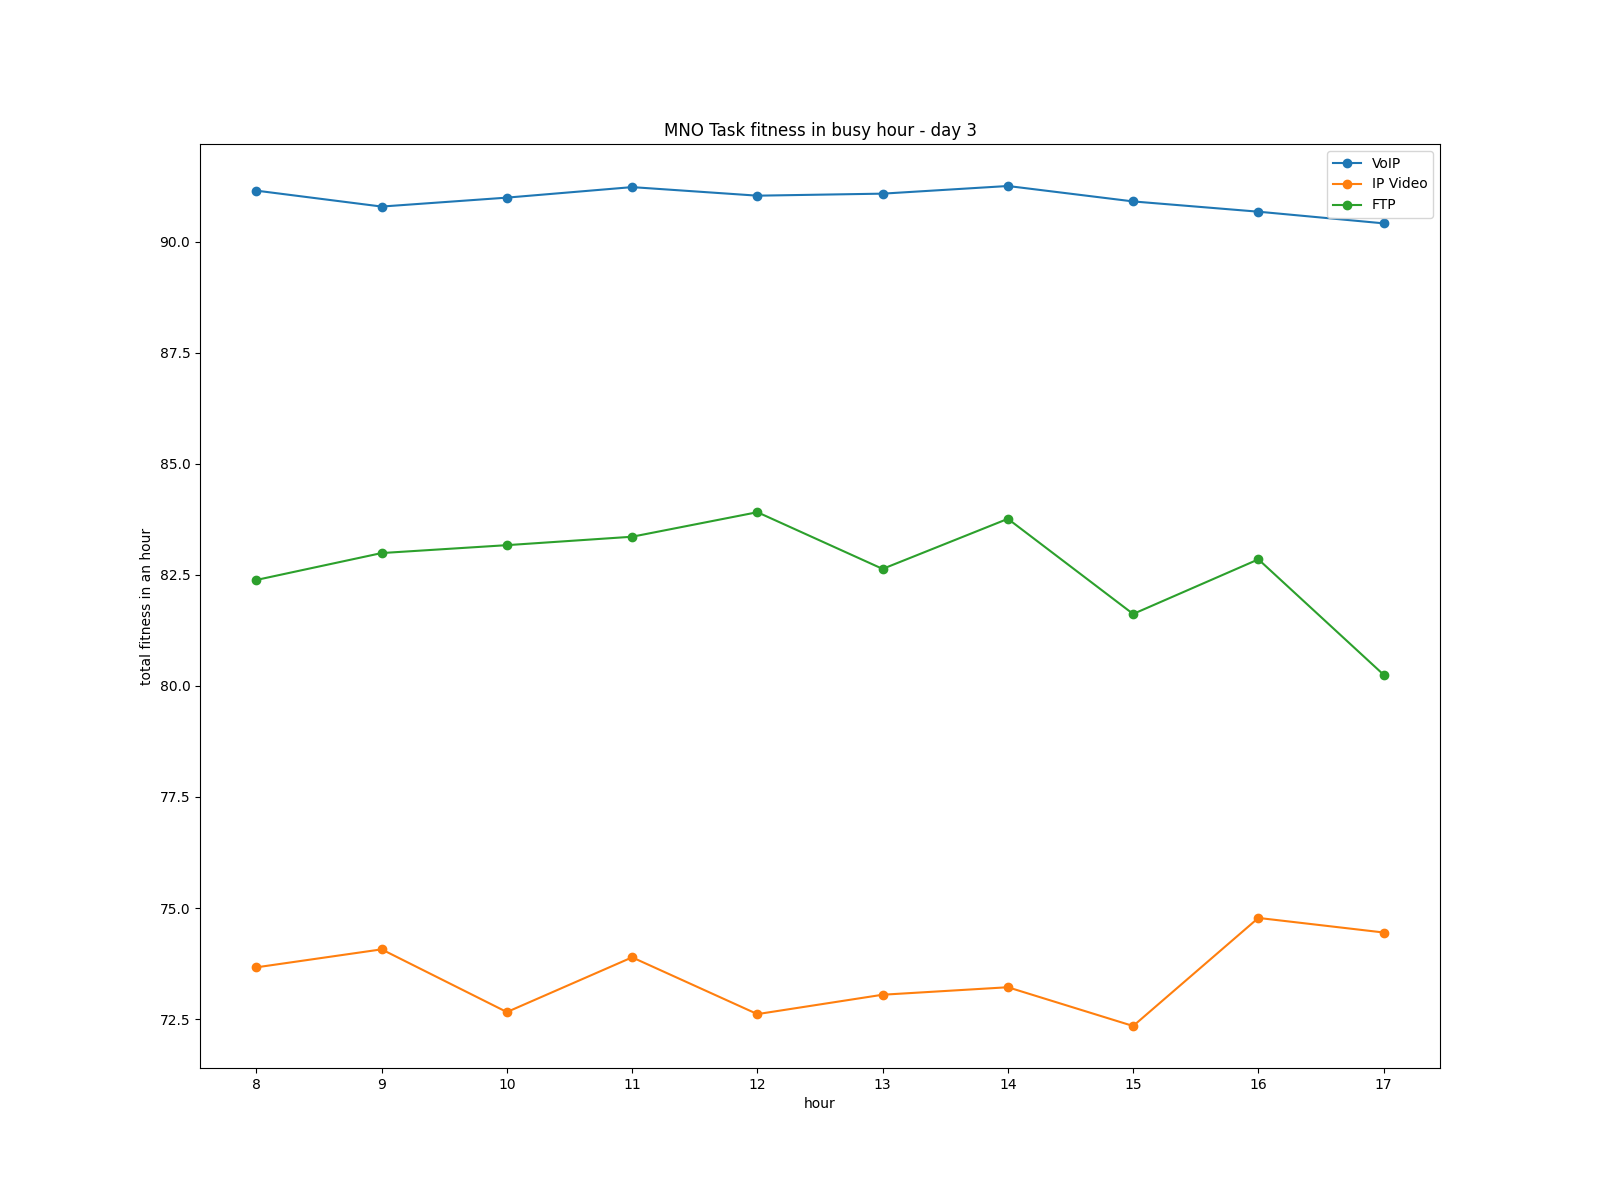 MNO Task fitness in busy hour - day 3
VoIP
IP Video
FTP
90.0
87.5
85.0
82.5
80.0
77.5
75.0
72.5
total fitness in an hour
8 9 10 11 12 13 14 15 16 17
hour